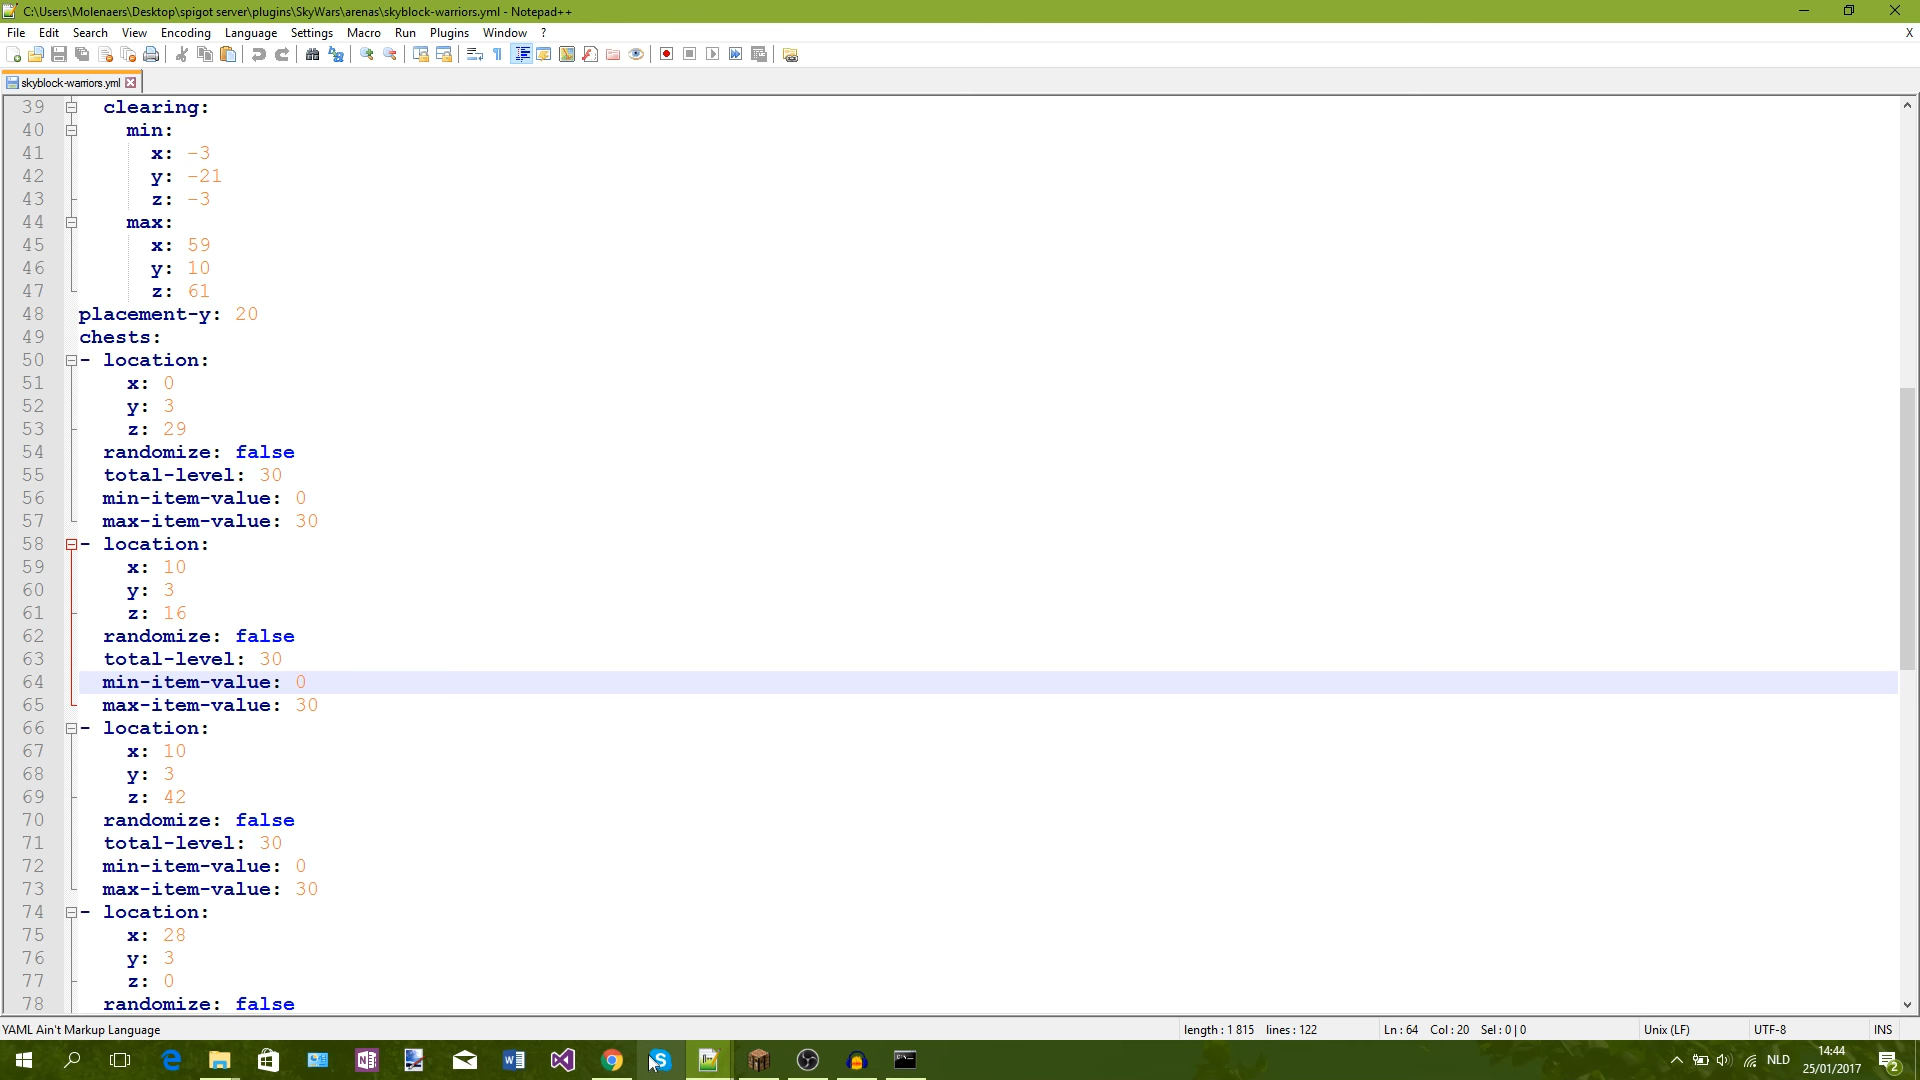 C:\Users\Molenaers\Desktop\spigot server\plugins\SkyWars\arenas\skyblock-warriors.yml - Notepad++
File Edit Search View Encoding Language Settings Macro Run Plugins Window ? X
skyblock-warriors.yml
39 clearing:
40 min:
41 x: -3
42 y: -21
43 z: -3
44 max:
45 x: 59
46 y: 10
47 z: 61
48 placement-y: 20
49 chests:
50 - location:
51 x: 0
52 y: 3
53 z: 29
54 randomize: false
55 total-level: 30
56 min-item-value: 0
57 max-item-value: 30
58 - location:
59 x: 10
60 y: 3
61 z: 16
62 randomize: false
63 total-level: 30
64 min-item-value: 0
65 max-item-value: 30
66 - location:
67 x: 10
68 y: 3
69 z: 42
70 randomize: false
71 total-level: 30
72 min-item-value: 0
73 max-item-value: 30
74 - location:
75 x: 28
76 y: 3
77 z: 0
78 randomize: false
YAML Ain't Markup Language length : 1 815 lines : 122 Ln : 64 Col : 20 Sel : 0 | 0 Unix (LF) UTF-8 INS
NLD 14:44
25/01/2017 2